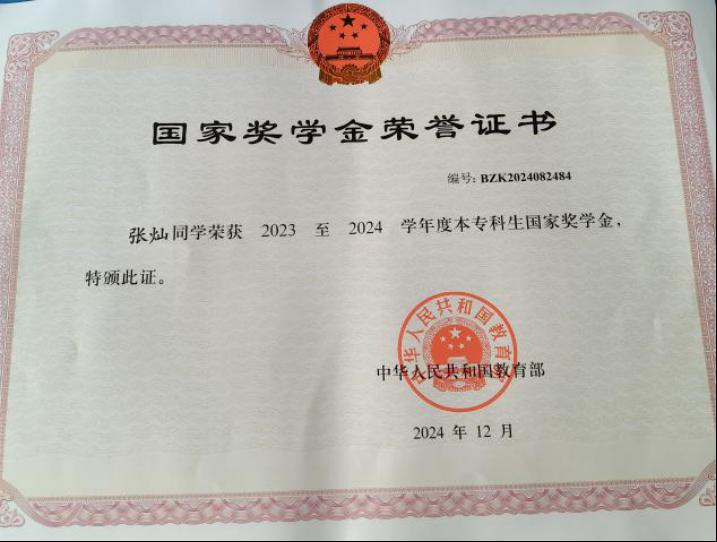 国家奖学金荣誉证书
编号: BZK2024082484
张灿同学荣获 2023 至 2024 学年度本专科生国家奖学金，
特颁此证。
中华人民共和国教育部
中华人民共和国教育部
2024 年 12 月